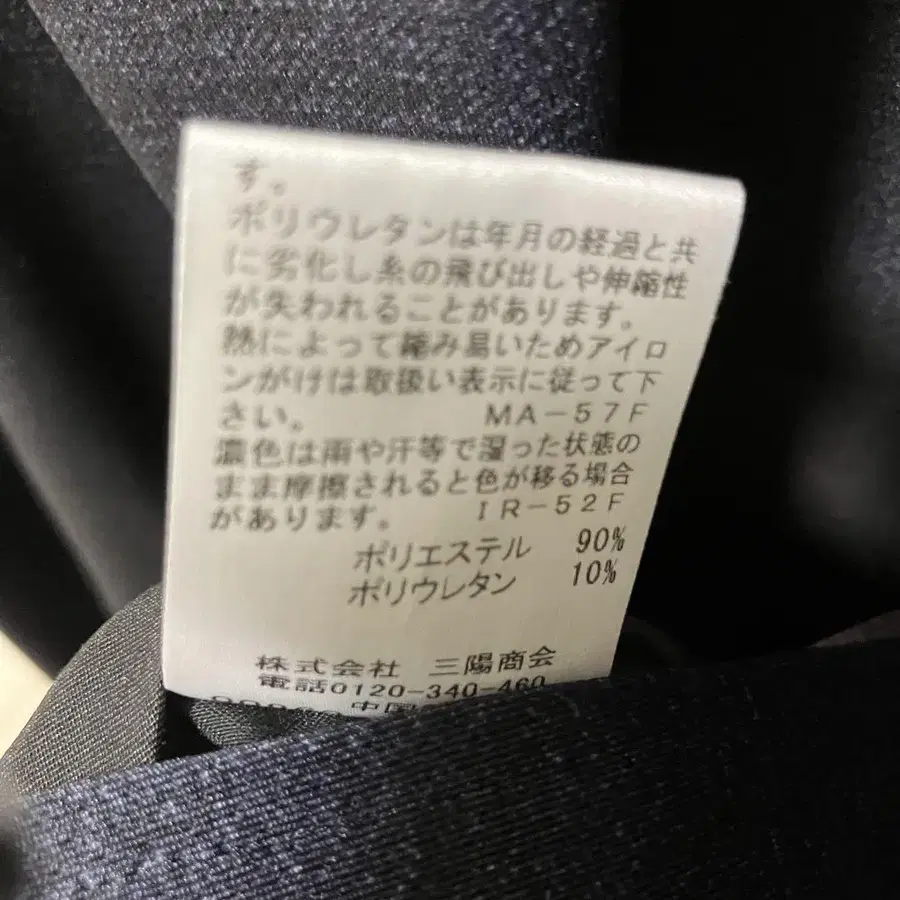 す。
ポリウレタンは年月の経過と共
に劣化し糸の飛び出しや伸縮性
が失われることがあります。
熱によって縮み易いためアイロ
ンがけは取扱い表示に従って下
さい。 MA-57F
濃色は雨や汗等で湿った状態の
まま摩擦されると色が移る場合
があります。 IR-52F
ポリエステル 90%
ポリウレタン 10%
株式会社 三陽商会
電話0120-340-460
中国